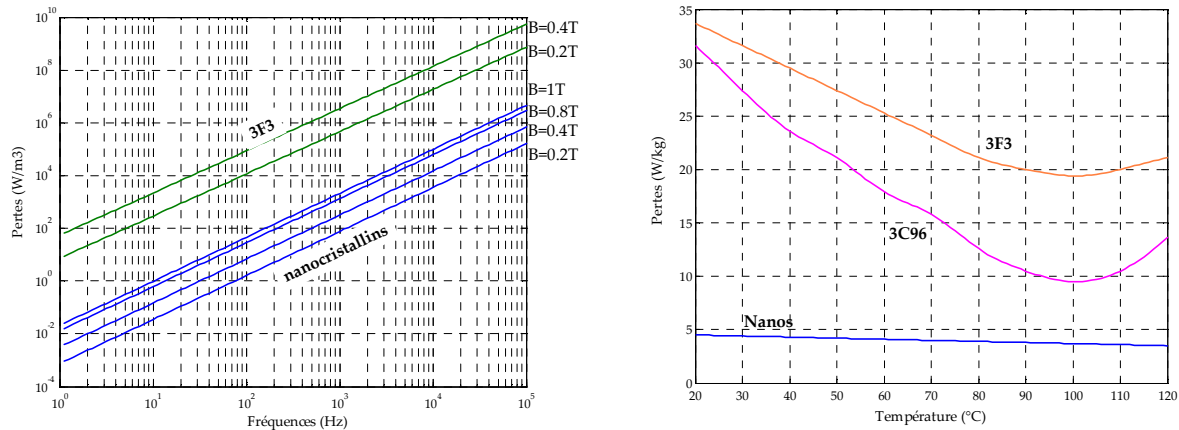 10^10
10^8
10^6
10^4
10^2
10^0
10^-2
10^-4
Pertes (W/m3)
B=0.4T
B=0.2T
B=1T
B=0.8T
B=0.4T
B=0.2T
3F3
nanocristallins
10^0 10^1 10^2 10^3 10^4 10^5
Fréquences (Hz)
35
30
25
20
15
10
5
0
Pertes (W/kg)
3F3
3C96
Nanos
20 30 40 50 60 70 80 90 100 110 120
Température (°C)